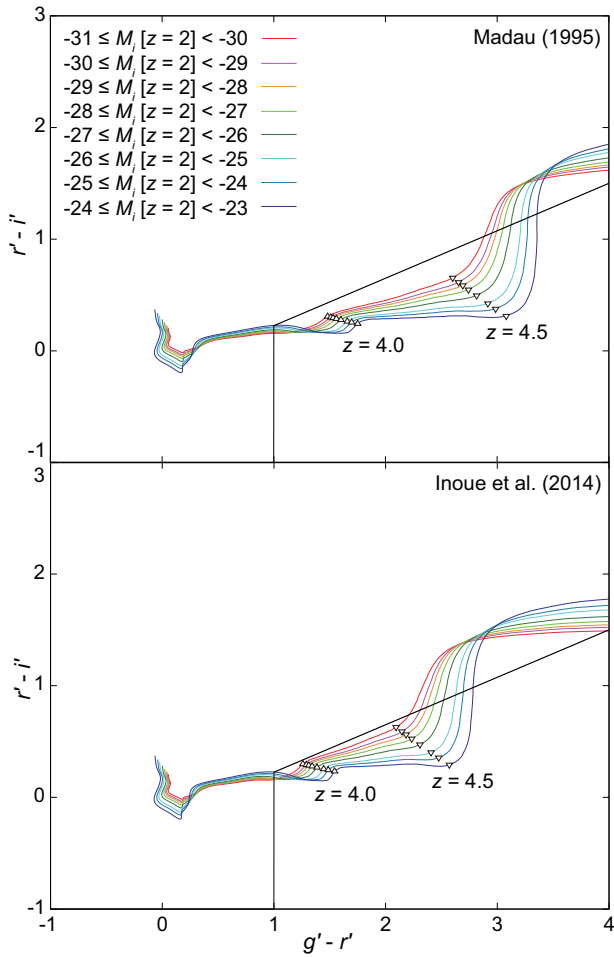 3
Madau (1995)
-31 ≤ M_i [z = 2] < -30
-30 ≤ M_i [z = 2] < -29
-29 ≤ M_i [z = 2] < -28
-28 ≤ M_i [z = 2] < -27
-27 ≤ M_i [z = 2] < -26
-26 ≤ M_i [z = 2] < -25
-25 ≤ M_i [z = 2] < -24
-24 ≤ M_i [z = 2] < -23
2
1
0
-1
r' - i'
z = 4.0
z = 4.5
3
Inoue et al. (2014)
2
1
0
-1
r' - i'
z = 4.0
z = 4.5
-1 0 1 2 3 4
g' - r'